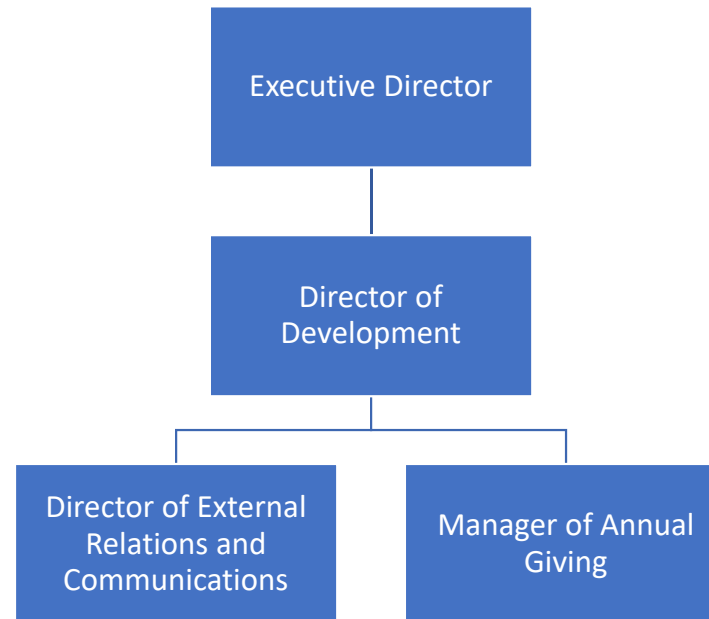 Executive Director
Director of
Development
Director of External
Relations and
Communications
Manager of Annual
Giving